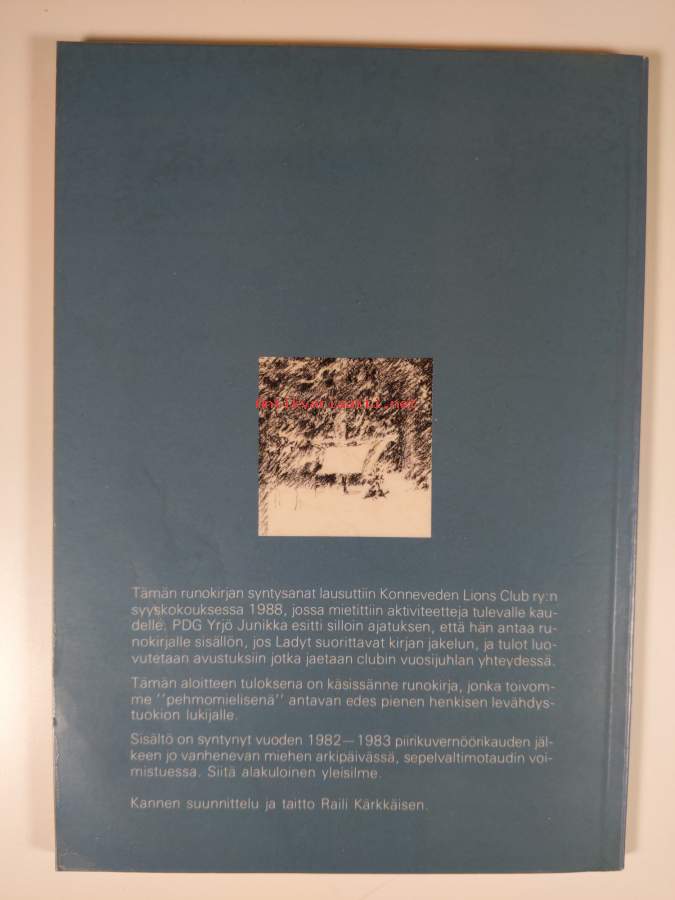 antikvariaatti.net
Tämän runokirjan syntysanat lausuttiin Konneveden Lions Club ry:n
syyskokouksessa 1988, jossa mietittiin aktiviteetteja tulevalle kau-
delle. PDG Yrjö Junikka esitti silloin ajatuksen, että hän antaa ru-
nokirjalle sisällön, jos Ladyt suorittavat kirjan jakelun, ja tulot luo-
vutetaan avustuksiin jotka jaetaan clubin vuosijuhlan yhteydessä.
Tämän aloitteen tuloksena on käsissänne runokirja, jonka toivom-
me ''pehmomielisenä'' antavan edes pienen henkisen levähdys-
tuokion lukijalle.
Sisältö on syntynyt vuoden 1982—1983 piirikuvernöörikauden jäl-
keen jo vanhenevan miehen arkipäivässä, sepelvaltimotaudin voi-
mistuessa. Siitä alakuloinen yleisilme.
Kannen suunnittelu ja taitto Raili Kärkkäisen.